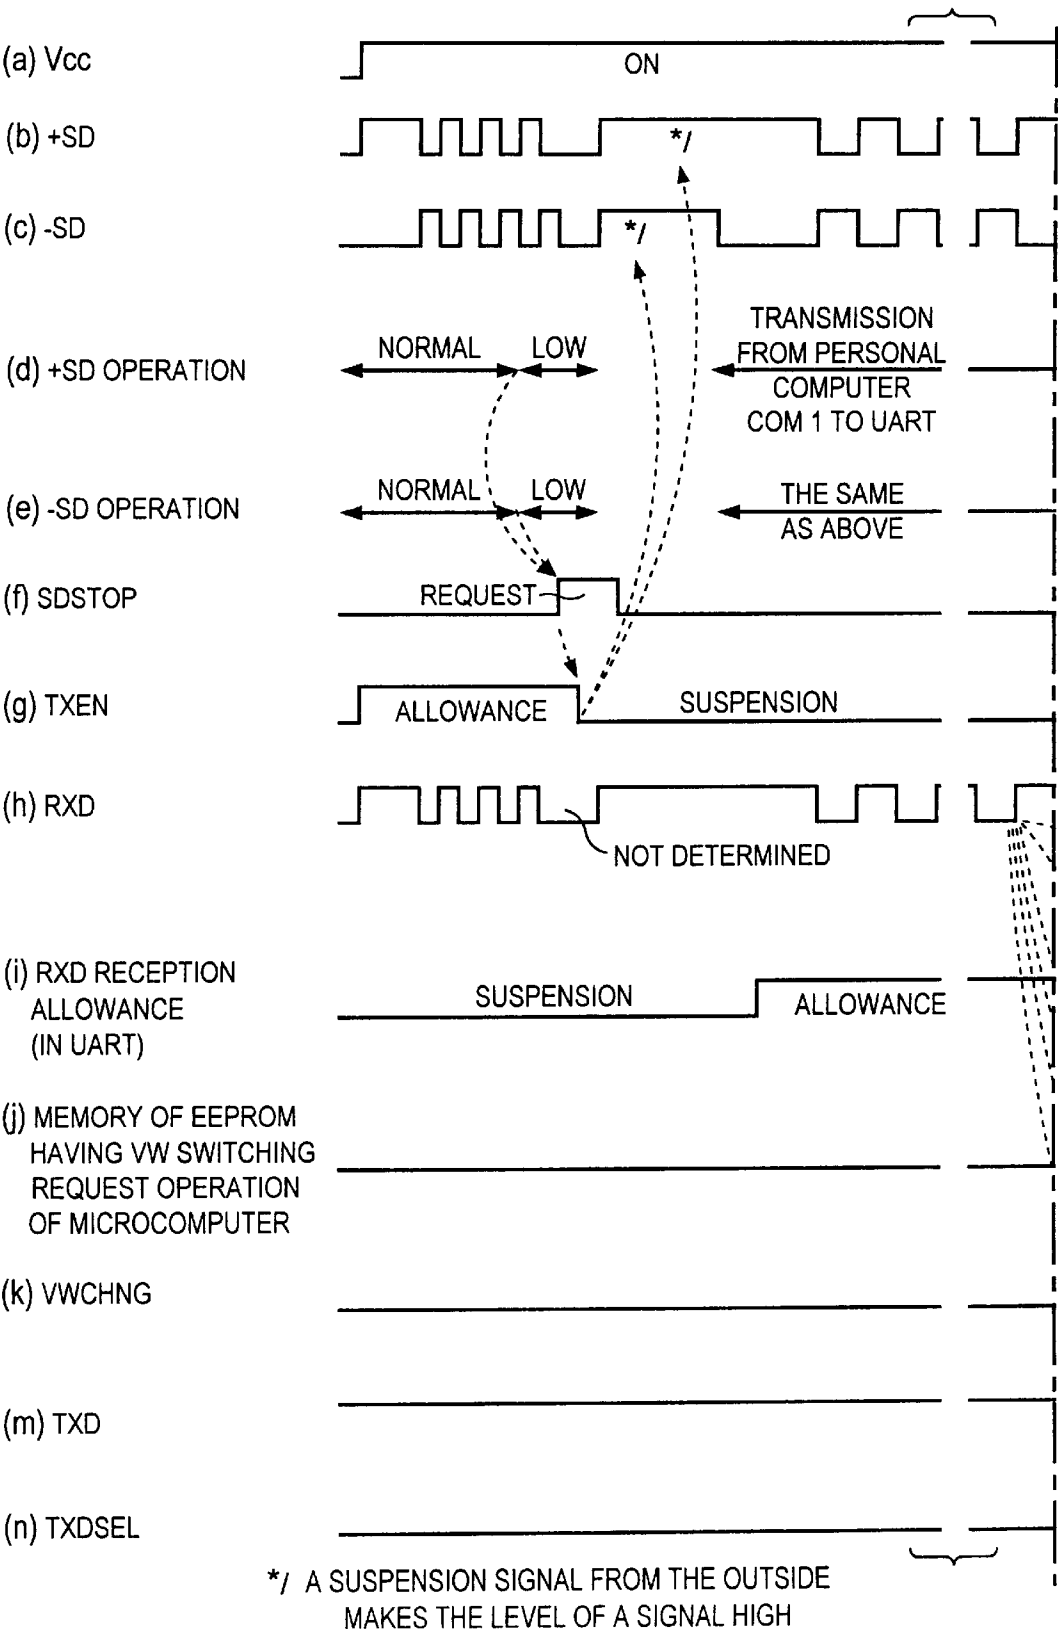 (a) Vcc
ON
(b) +SD
*/
(c) -SD
*/
(d) +SD OPERATION
NORMAL
LOW
TRANSMISSION
FROM PERSONAL
COMPUTER
COM 1 TO UART
(e) -SD OPERATION
NORMAL
LOW
THE SAME
AS ABOVE
(f) SDSTOP
REQUEST
(g) TXEN
ALLOWANCE
SUSPENSION
(h) RXD
NOT DETERMINED
(i) RXD RECEPTION
ALLOWANCE
(IN UART)
SUSPENSION
ALLOWANCE
(j) MEMORY OF EEPROM
HAVING VW SWITCHING
REQUEST OPERATION
OF MICROCOMPUTER
(k) VWCHNG
(m) TXD
(n) TXDSEL
*/ A SUSPENSION SIGNAL FROM THE OUTSIDE
MAKES THE LEVEL OF A SIGNAL HIGH